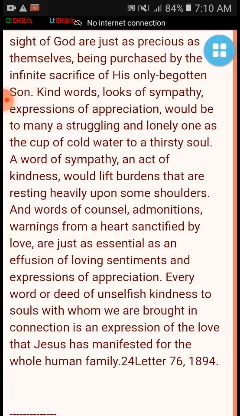 84% 7:10 AM
0:0KB/s U:0KB/s No internet connection
sight of God are just as precious as
themselves, being purchased by the
infinite sacrifice of His only-begotten
Son. Kind words, looks of sympathy,
expressions of appreciation, would be
to many a struggling and lonely one as
the cup of cold water to a thirsty soul.
A word of sympathy, an act of
kindness, would lift burdens that are
resting heavily upon some shoulders.
And words of counsel, admonitions,
warnings from a heart sanctified by
love, are just as essential as an
effusion of loving sentiments and
expressions of appreciation. Every
word or deed of unselfish kindness to
souls with whom we are brought in
connection is an expression of the love
that Jesus has manifested for the
whole human family.24Letter 76, 1894.
--------------